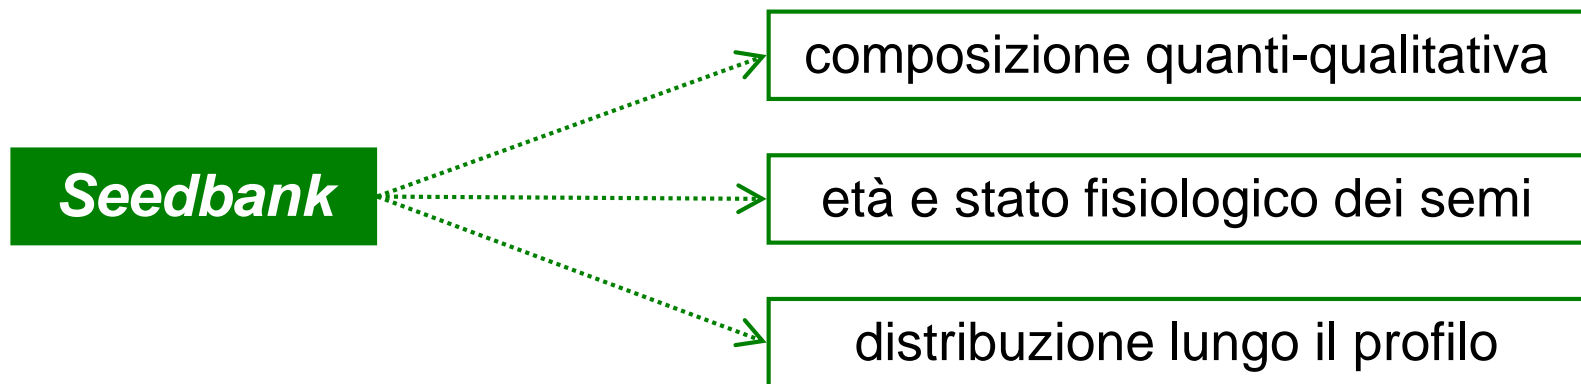 composizione quanti-qualitativa
Seedbank
età e stato fisiologico dei semi
distribuzione lungo il profilo